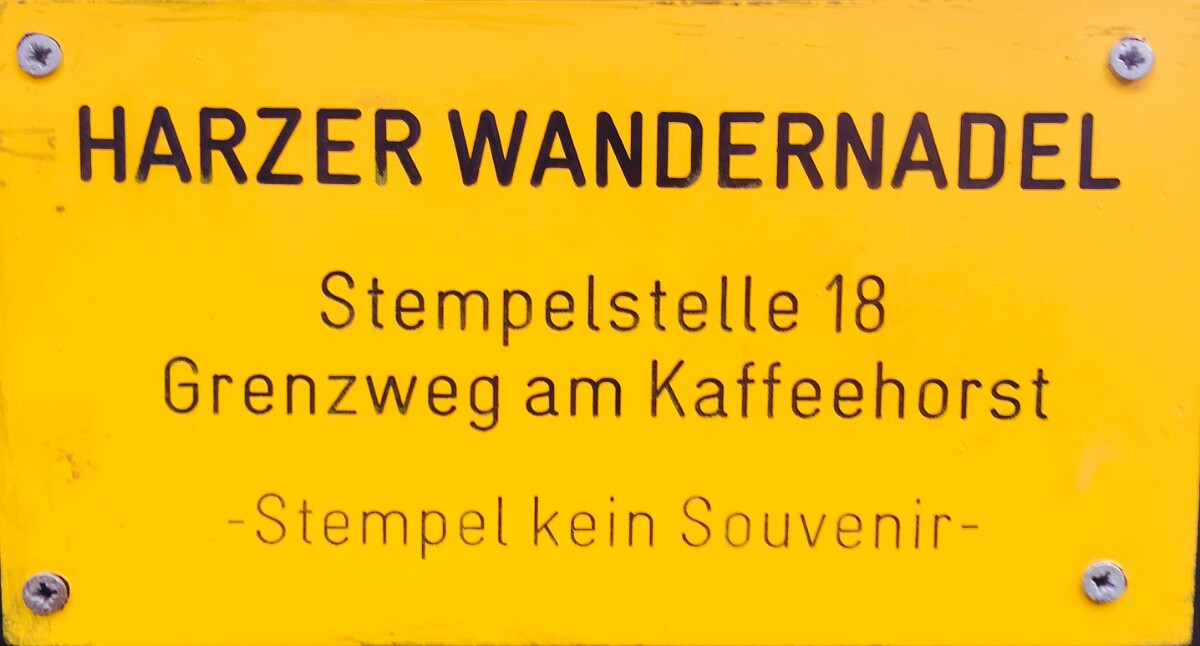 HARZER WANDERNADEL
Stempelstelle 18
Grenzweg am Kaffeehorst
-Stempel kein Souvenir-